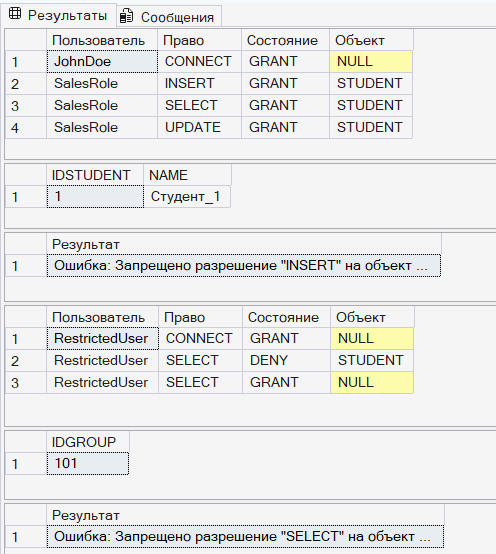 Результаты Сообщения
Пользователь Право Состояние Объект
1 JohnDoe CONNECT GRANT NULL
2 SalesRole INSERT GRANT STUDENT
3 SalesRole SELECT GRANT STUDENT
4 SalesRole UPDATE GRANT STUDENT
IDSTUDENT NAME
1 1 Студент_1
Результат
1 Ошибка: Запрещено разрешение "INSERT" на объект ...
Пользователь Право Состояние Объект
1 RestrictedUser CONNECT GRANT NULL
2 RestrictedUser SELECT DENY STUDENT
3 RestrictedUser SELECT GRANT NULL
IDGROUP
1 101
Результат
1 Ошибка: Запрещено разрешение "SELECT" на объект ...